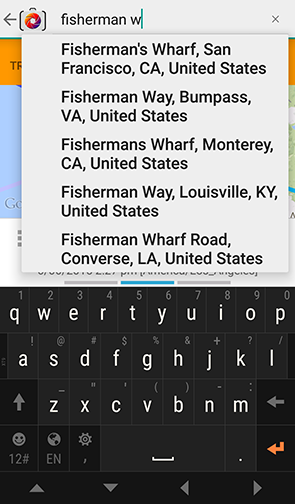 fisherman w
×
TR
Fisherman's Wharf, San
Francisco, CA, United States
Fisherman Way, Bumpass,
VA, United States
Fishermans Wharf, Monterey,
CA, United States
Fisherman Way, Louisville, KY,
United States
Fisherman Wharf Road,
Converse, LA, United States
Go
2:27 pm [America/Los_Angeles]
1 2 3 4 5 6 7 8 9 0
q w e r t y u i o p
! @ # $ % & + ? /
a s d f g h j k l
_ " ' ( ) - :
z x c v b n m
12# EN , .